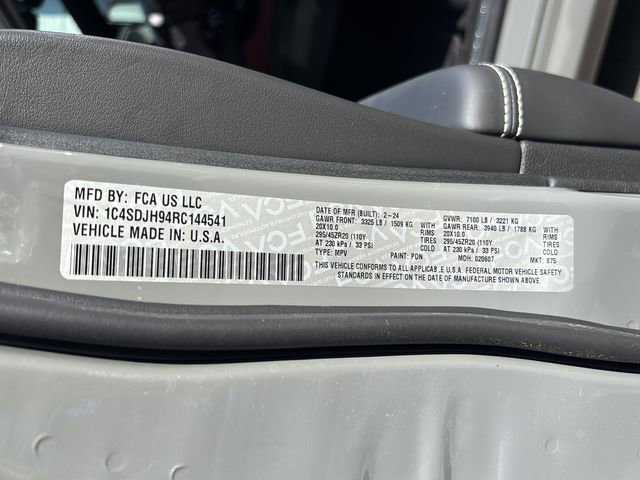 MFD BY: FCA US LLC
VIN: 1C4SDJH94RC144541
VEHICLE MADE IN U.S.A.
DATE OF MFR (BUILT): 2-24
GAWR FRONT: 3325 LB / 1509 KG WITH
20X10.0 RIMS
295/45ZR20 (110Y TIRES
AT 230 kPa / 33 PSI
TYPE: MPV PAINT: PDN
GVWR: 7100 LB / 3221 KG
GAWR REAR: 3940 LB / 1788 KG WITH
20X10.0 RIMS
295/45ZR20 (110Y TIRES
AT 230 kPa / 33 PSI
MDH: 020607 MKT: 875
THIS VEHICLE CONFORMS TO ALL APPLICABLE U.S.A. FEDERAL MOTOR VEHICLE SAFETY
STANDARDS IN EFFECT ON THE DATE OF MANUFACTURE SHOWN ABOVE.